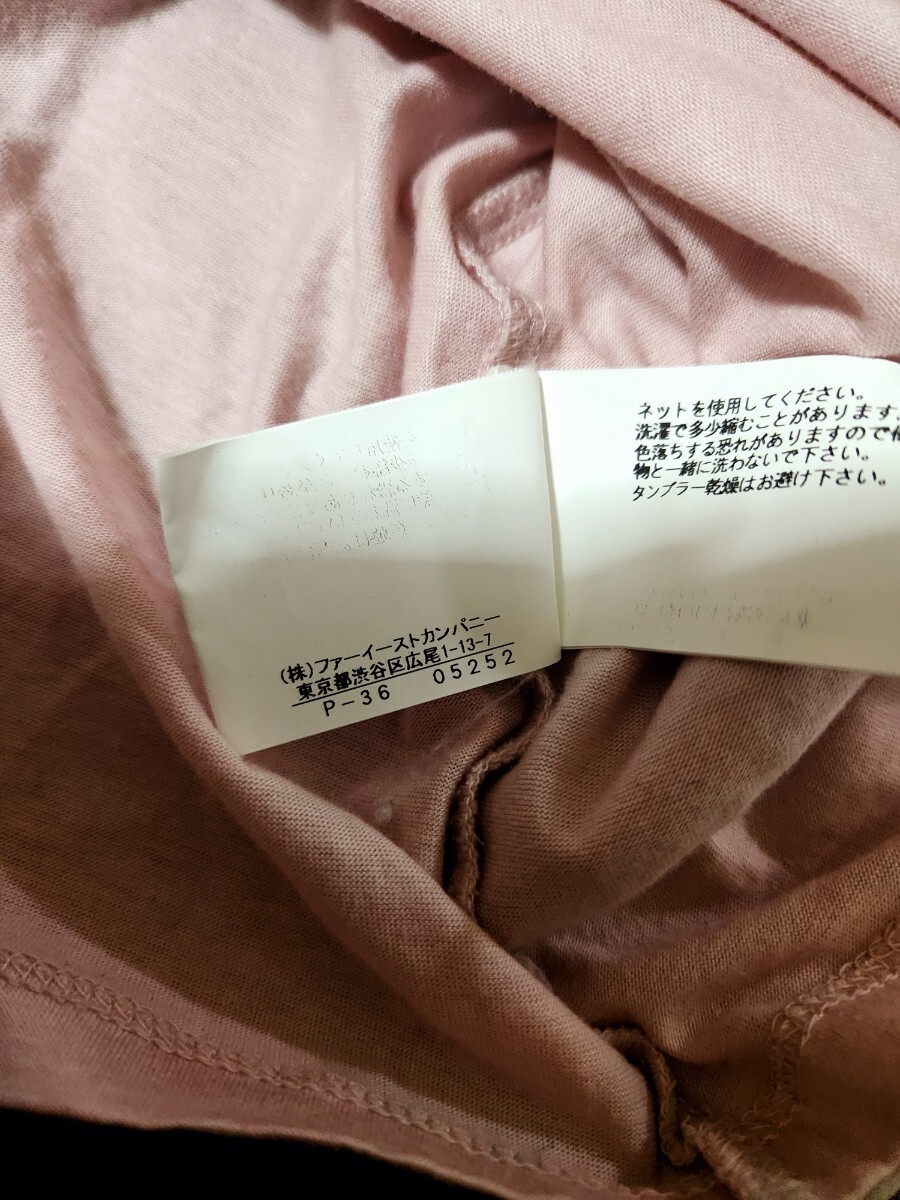 (株)ファーイーストカンパニー
東京都渋谷区広尾1-13-7
P-36 05252
ネットを使用してください。
洗濯で多少縮むことがあります。
色落ちする恐れがありますので他
物と一緒に洗わないで下さい。
タンブラー乾燥はお避け下さい。